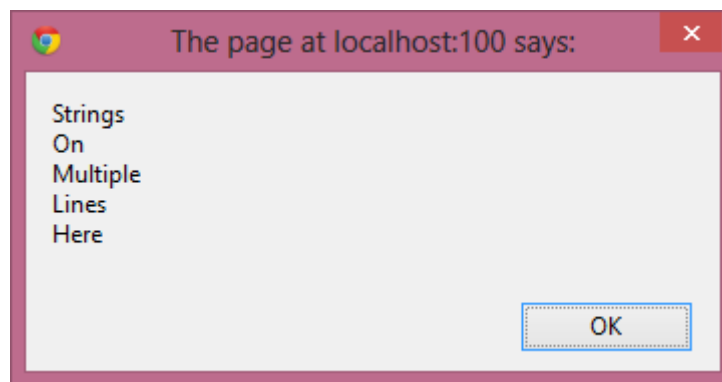 The page at localhost:100 says:
×
Strings
On
Multiple
Lines
Here
OK